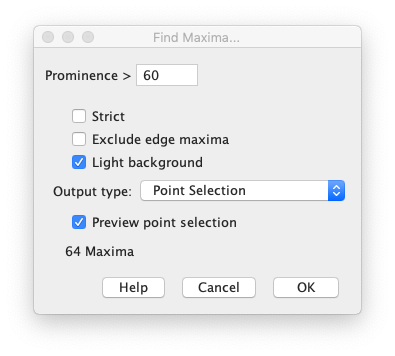 Find Maxima...
Prominence > 60
Strict
Exclude edge maxima
Light background
Output type: Point Selection
Preview point selection
64 Maxima
Help Cancel OK